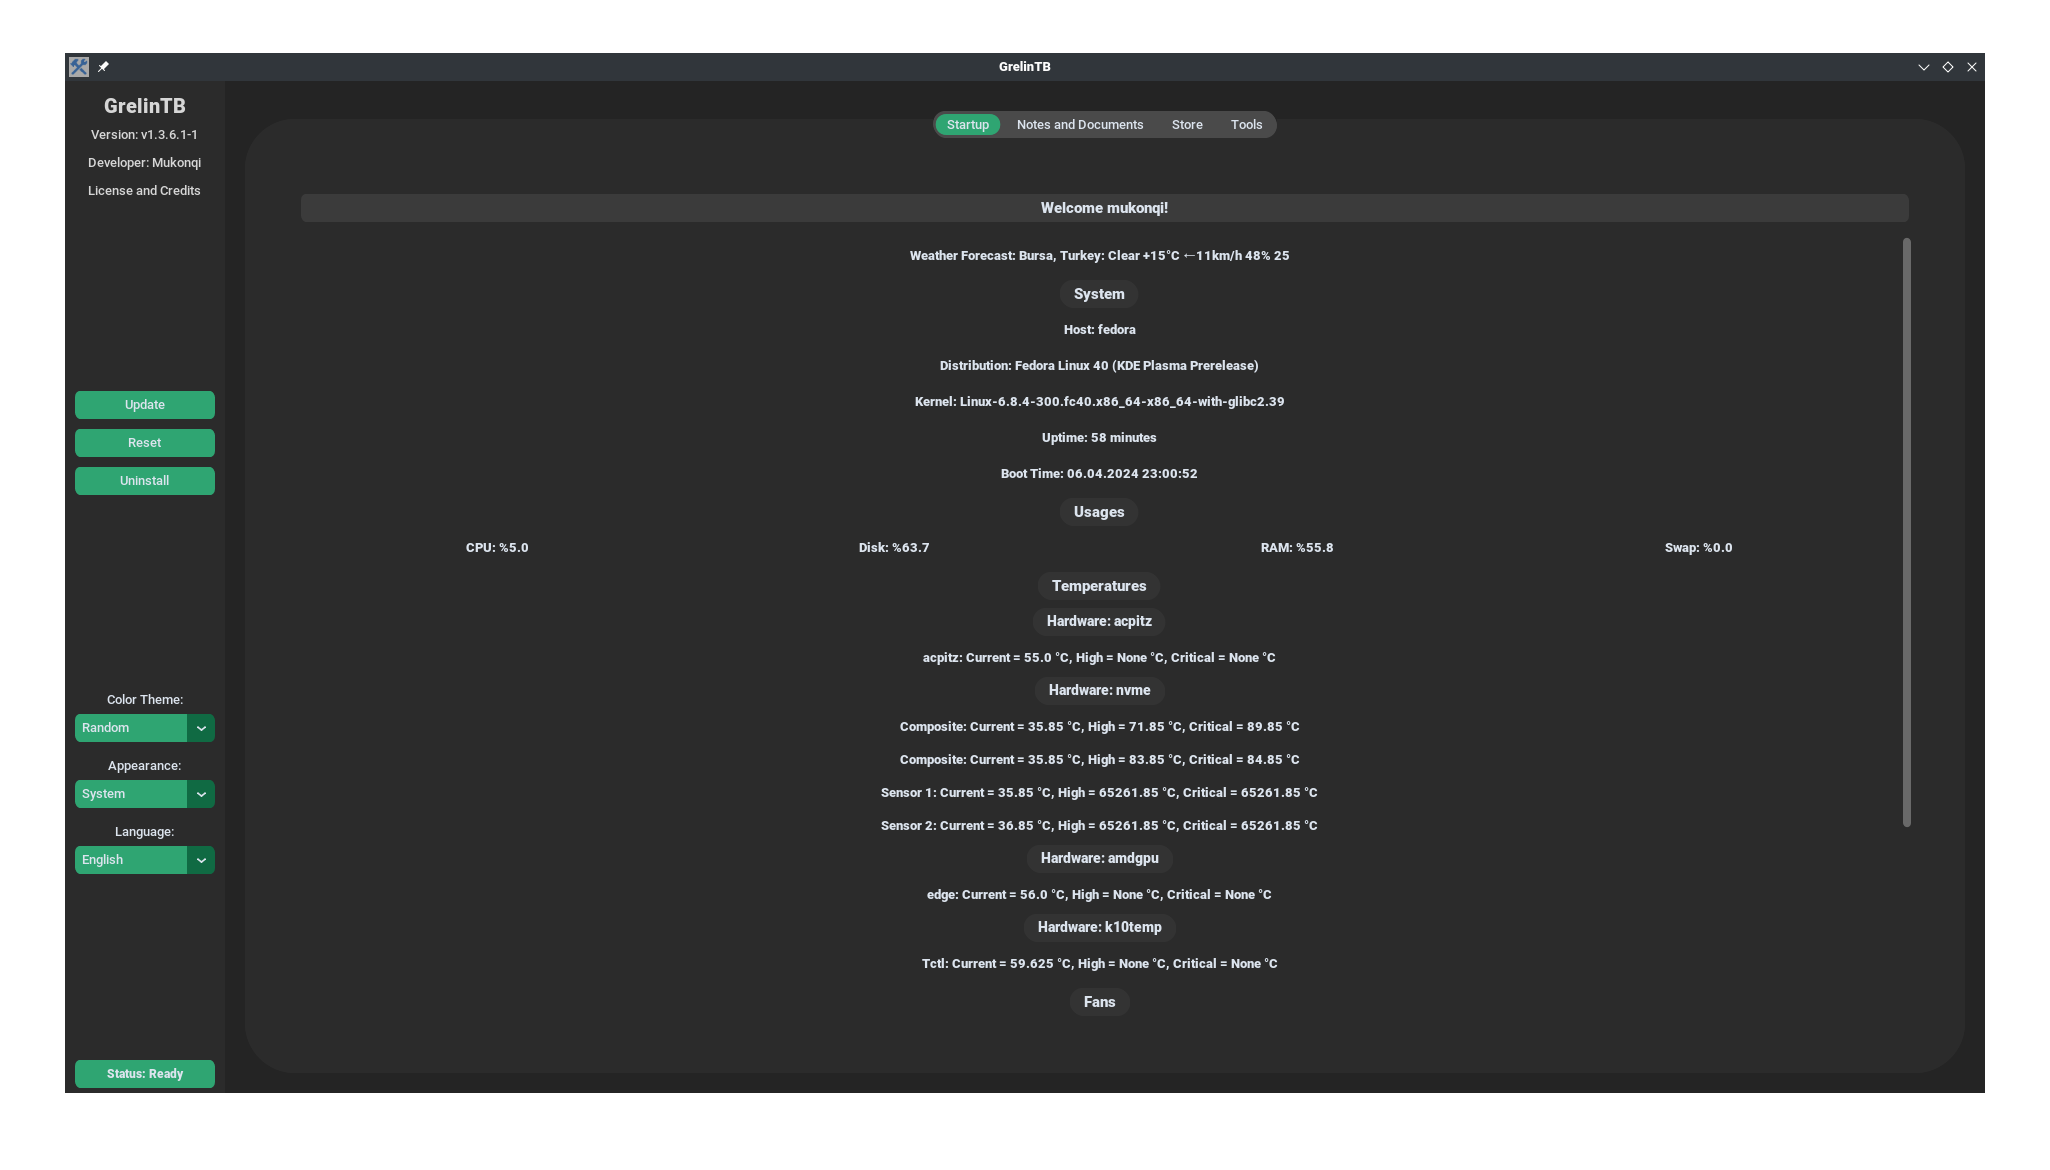 GrelinTB
GrelinTB
Version: v1.3.6.1-1
Developer: Mukonqi
License and Credits
Update
Reset
Uninstall
Color Theme:
Random
Appearance:
System
Language:
English
Status: Ready
Startup Notes and Documents Store Tools
Welcome mukonqi!
Weather Forecast: Bursa, Turkey: Clear +15°C ←11km/h 48% 25
System
Host: fedora
Distribution: Fedora Linux 40 (KDE Plasma Prerelease)
Kernel: Linux-6.8.4-300.fc40.x86_64-x86_64-with-glibc2.39
Uptime: 58 minutes
Boot Time: 06.04.2024 23:00:52
Usages
CPU: %5.0 Disk: %63.7 RAM: %55.8 Swap: %0.0
Temperatures
Hardware: acpitz
acpitz: Current = 55.0 °C, High = None °C, Critical = None °C
Hardware: nvme
Composite: Current = 35.85 °C, High = 71.85 °C, Critical = 89.85 °C
Composite: Current = 35.85 °C, High = 83.85 °C, Critical = 84.85 °C
Sensor 1: Current = 35.85 °C, High = 65261.85 °C, Critical = 65261.85 °C
Sensor 2: Current = 36.85 °C, High = 65261.85 °C, Critical = 65261.85 °C
Hardware: amdgpu
edge: Current = 56.0 °C, High = None °C, Critical = None °C
Hardware: k10temp
Tctl: Current = 59.625 °C, High = None °C, Critical = None °C
Fans